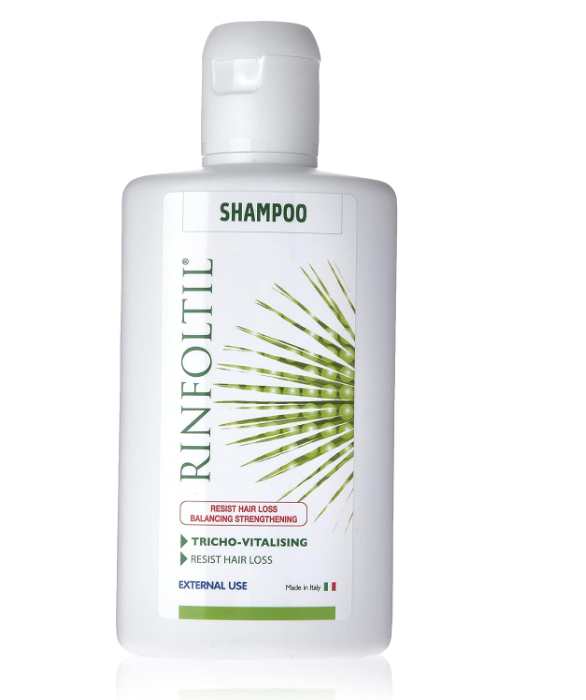 SHAMPOO
RINFOLTIL®
RESIST HAIR LOSS
BALANCING STRENGTHENING
TRICHO-VITALISING
RESIST HAIR LOSS
EXTERNAL USE
Made in Italy